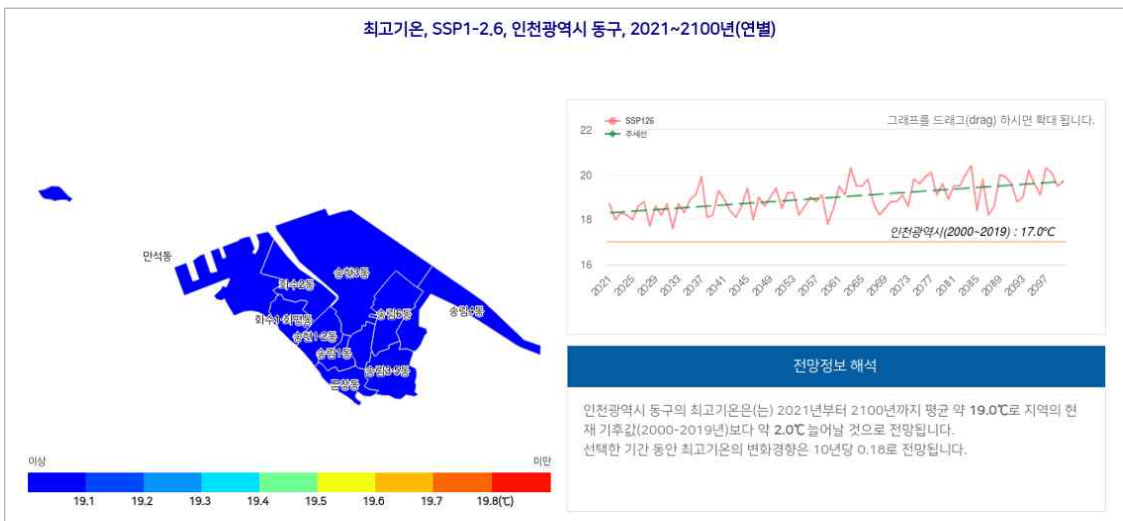 최고기온, SSP1-2.6, 인천광역시 동구, 2021~2100년(연별)
만석동
화수2동
송현3동
화수1·화평동
송현1·2동
송림6동
송림4동
송림1동
송림3·5동
금창동
이상
미만
19.1 19.2 19.3 19.4 19.5 19.6 19.7 19.8(℃)
SSP126
추세선
그래프를 드래그(drag) 하시면 확대 됩니다.
22
20
18
16
인천광역시(2000~2019) : 17.0℃
2021 2025 2029 2033 2037 2041 2045 2049 2053 2057 2061 2065 2069 2073 2077 2081 2085 2089 2093 2097
전망정보 해석
인천광역시 동구의 최고기온은(는) 2021년부터 2100년까지 평균 약 19.0℃로 지역의 현
재 기후값(2000-2019년)보다 약 2.0℃ 늘어날 것으로 전망됩니다.
선택한 기간 동안 최고기온의 변화경향은 10년당 0.18로 전망됩니다.